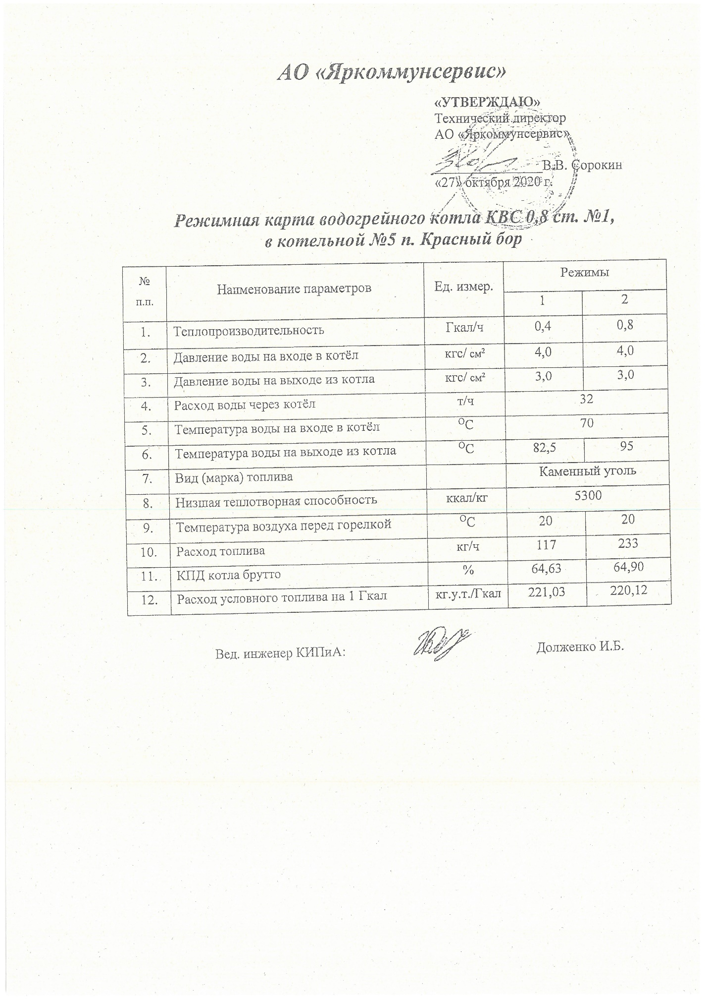 АО «Яркоммунсервис»
«УТВЕРЖДАЮ»
Технический директор
АО «Яркоммунсервис»
В.В. Сорокин
«27» октября 2020 г.
Режимная карта водогрейного котла КВС 0,8 ст. №1,
в котельной №5 п. Красный бор
№ п.п. Наименование параметров Ед. измер. Режимы
1 2
1. Теплопроизводительность Гкал/ч 0,4 0,8
2. Давление воды на входе в котёл кгс/ см² 4,0 4,0
3. Давление воды на выходе из котла кгс/ см² 3,0 3,0
4. Расход воды через котёл т/ч 32
5. Температура воды на входе в котёл ⁰С 70
6. Температура воды на выходе из котла ⁰С 82,5 95
7. Вид (марка) топлива Каменный уголь
8. Низшая теплотворная способность ккал/кг 5300
9. Температура воздуха перед горелкой ⁰С 20 20
10. Расход топлива кг/ч 117 233
11. КПД котла брутто % 64,63 64,90
12. Расход условного топлива на 1 Гкал кг.у.т./Гкал 221,03 220,12
Вед. инженер КИПиА: Долженко И.Б.